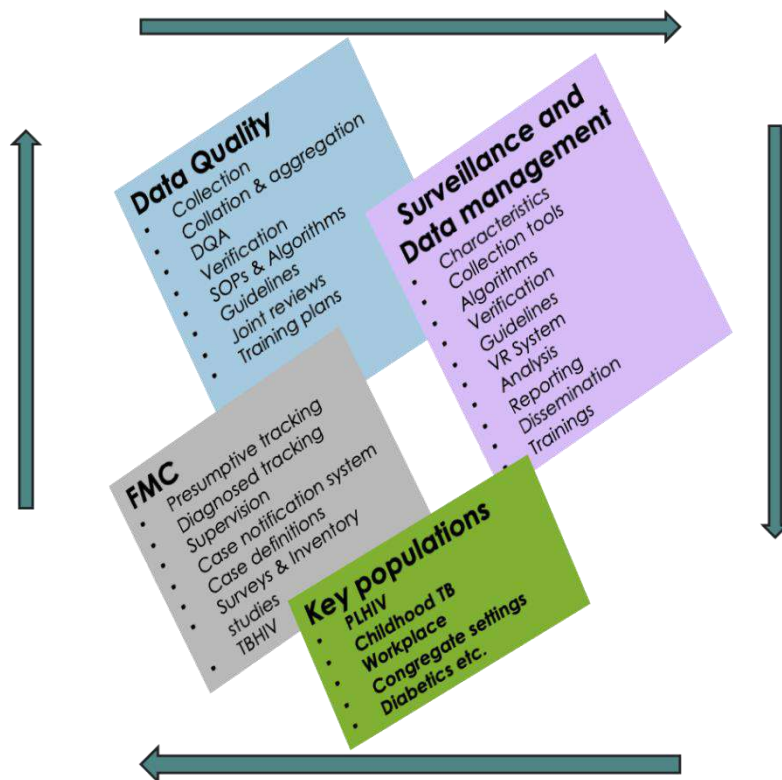 Data Quality
• Collection
• Collation & aggregation
• DQA
• Verification
• SOPs & Algorithms
• Guidelines
• Joint reviews
• Training plans
Surveillance and
Data management
• Characteristics
• Collection tools
• Algorithms
• Verification
• Guidelines
• VR System
• Analysis
• Reporting
• Dissemination
• Trainings
FMC
• Presumptive tracking
• Diagnosed tracking
• Supervision
• Case notification system
• Case definitions
• Surveys & Inventory
studies
• TBHIV
Key populations
• PLHIV
• Childhood TB
• Workplace
• Congregate settings
• Diabetics etc.